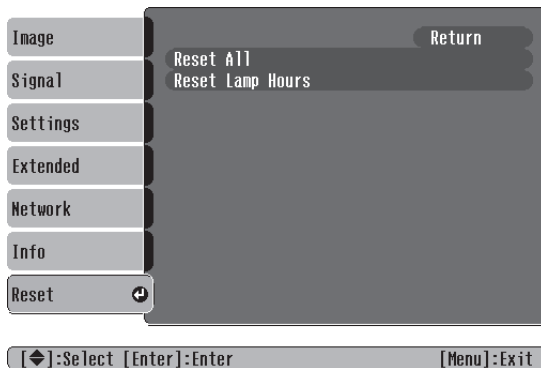 Image
Signal
Settings
Extended
Network
Info
Reset
Return
Reset All
Reset Lamp Hours
[◆]:Select [Enter]:Enter [Menu]:Exit